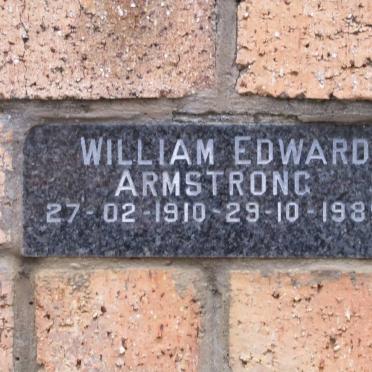 WILLIAM EDWARD
ARMSTRONG
27-02-1910-29-10-198